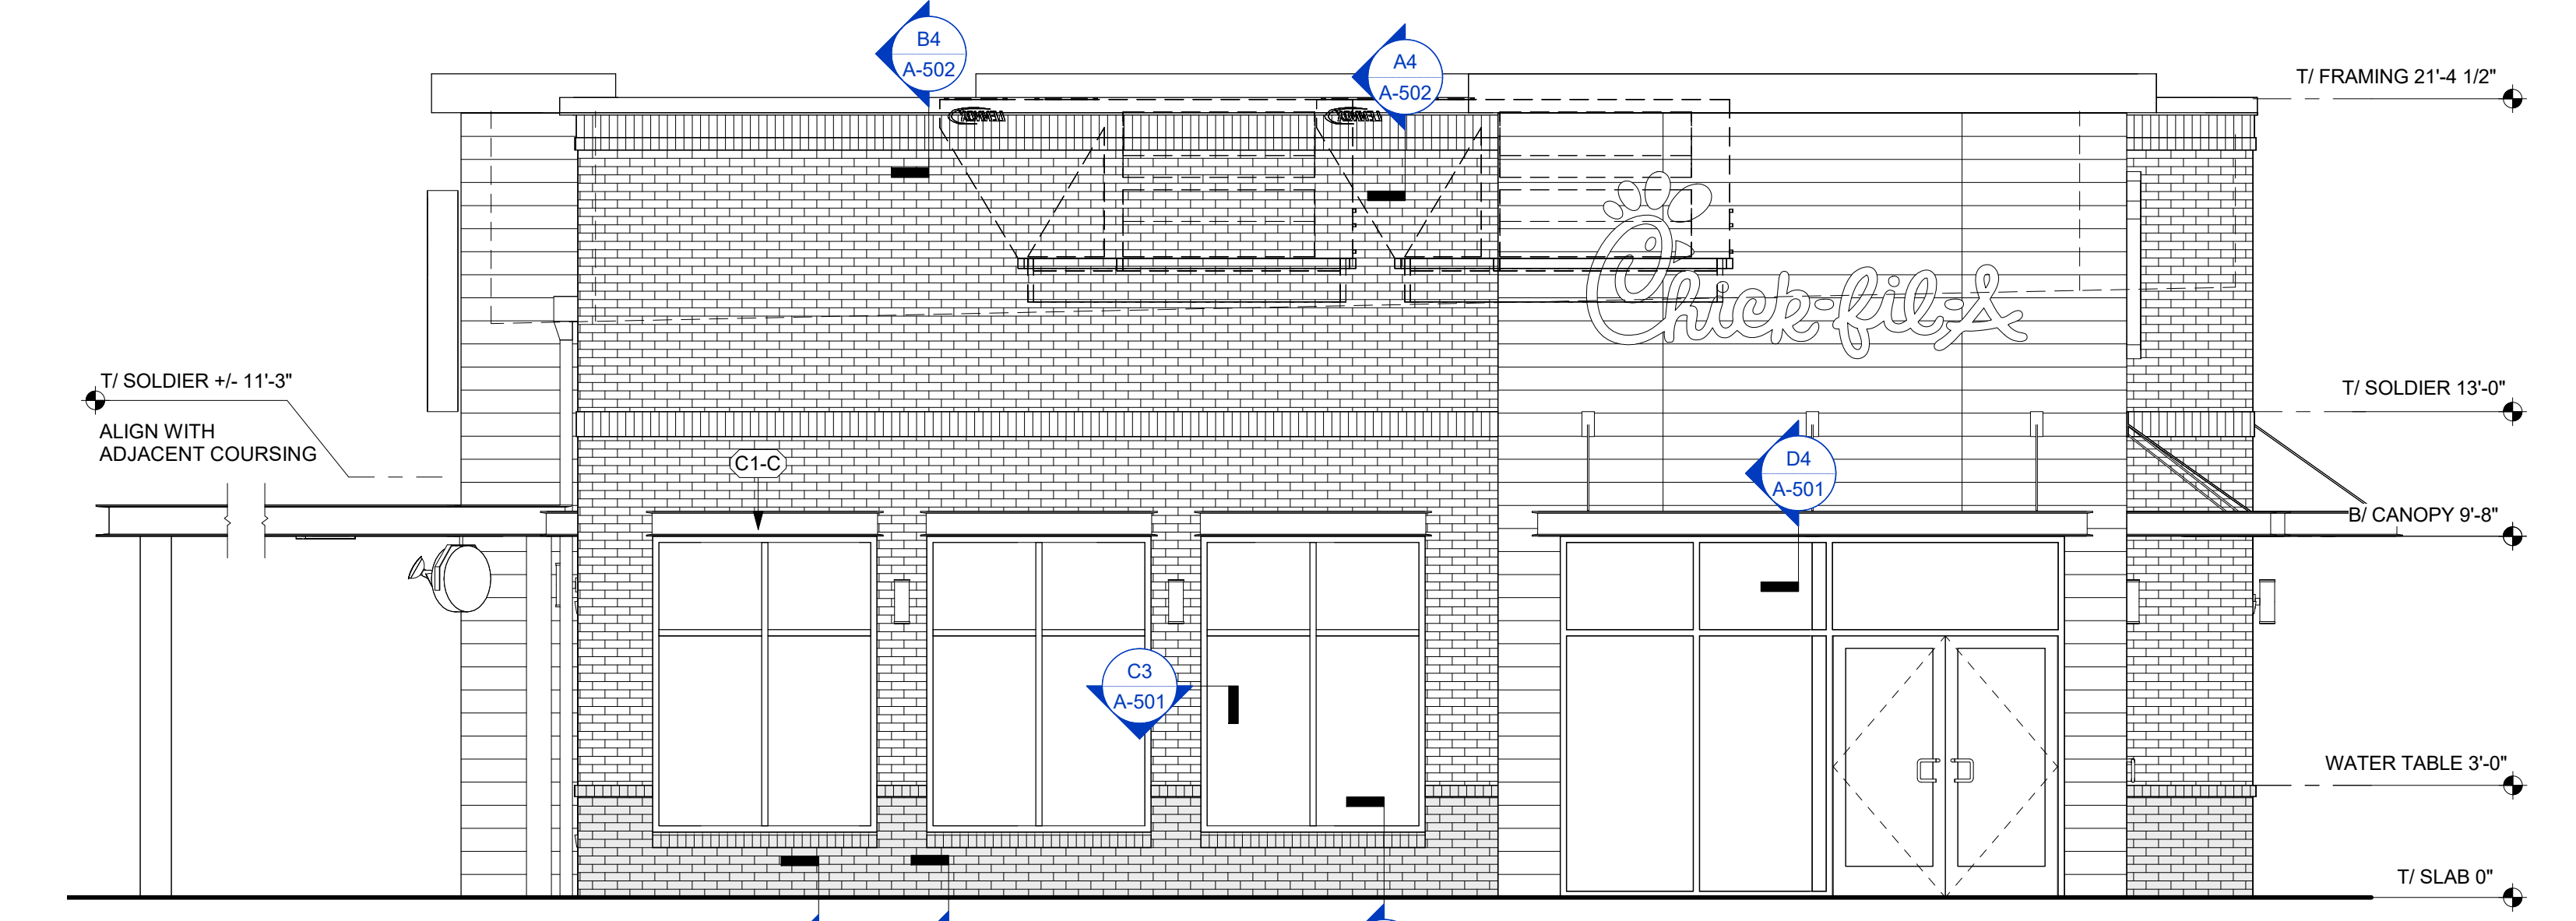 B4
A-502
A4
A-502
T/ FRAMING 21'-4 1/2"
Chick-fil-A
T/ SOLDIER +/- 11'-3"
T/ SOLDIER 13'-0"
ALIGN WITH
ADJACENT COURSING
C1-C
D4
A-501
B/ CANOPY 9'-8"
C3
A-501
WATER TABLE 3'-0"
T/ SLAB 0"